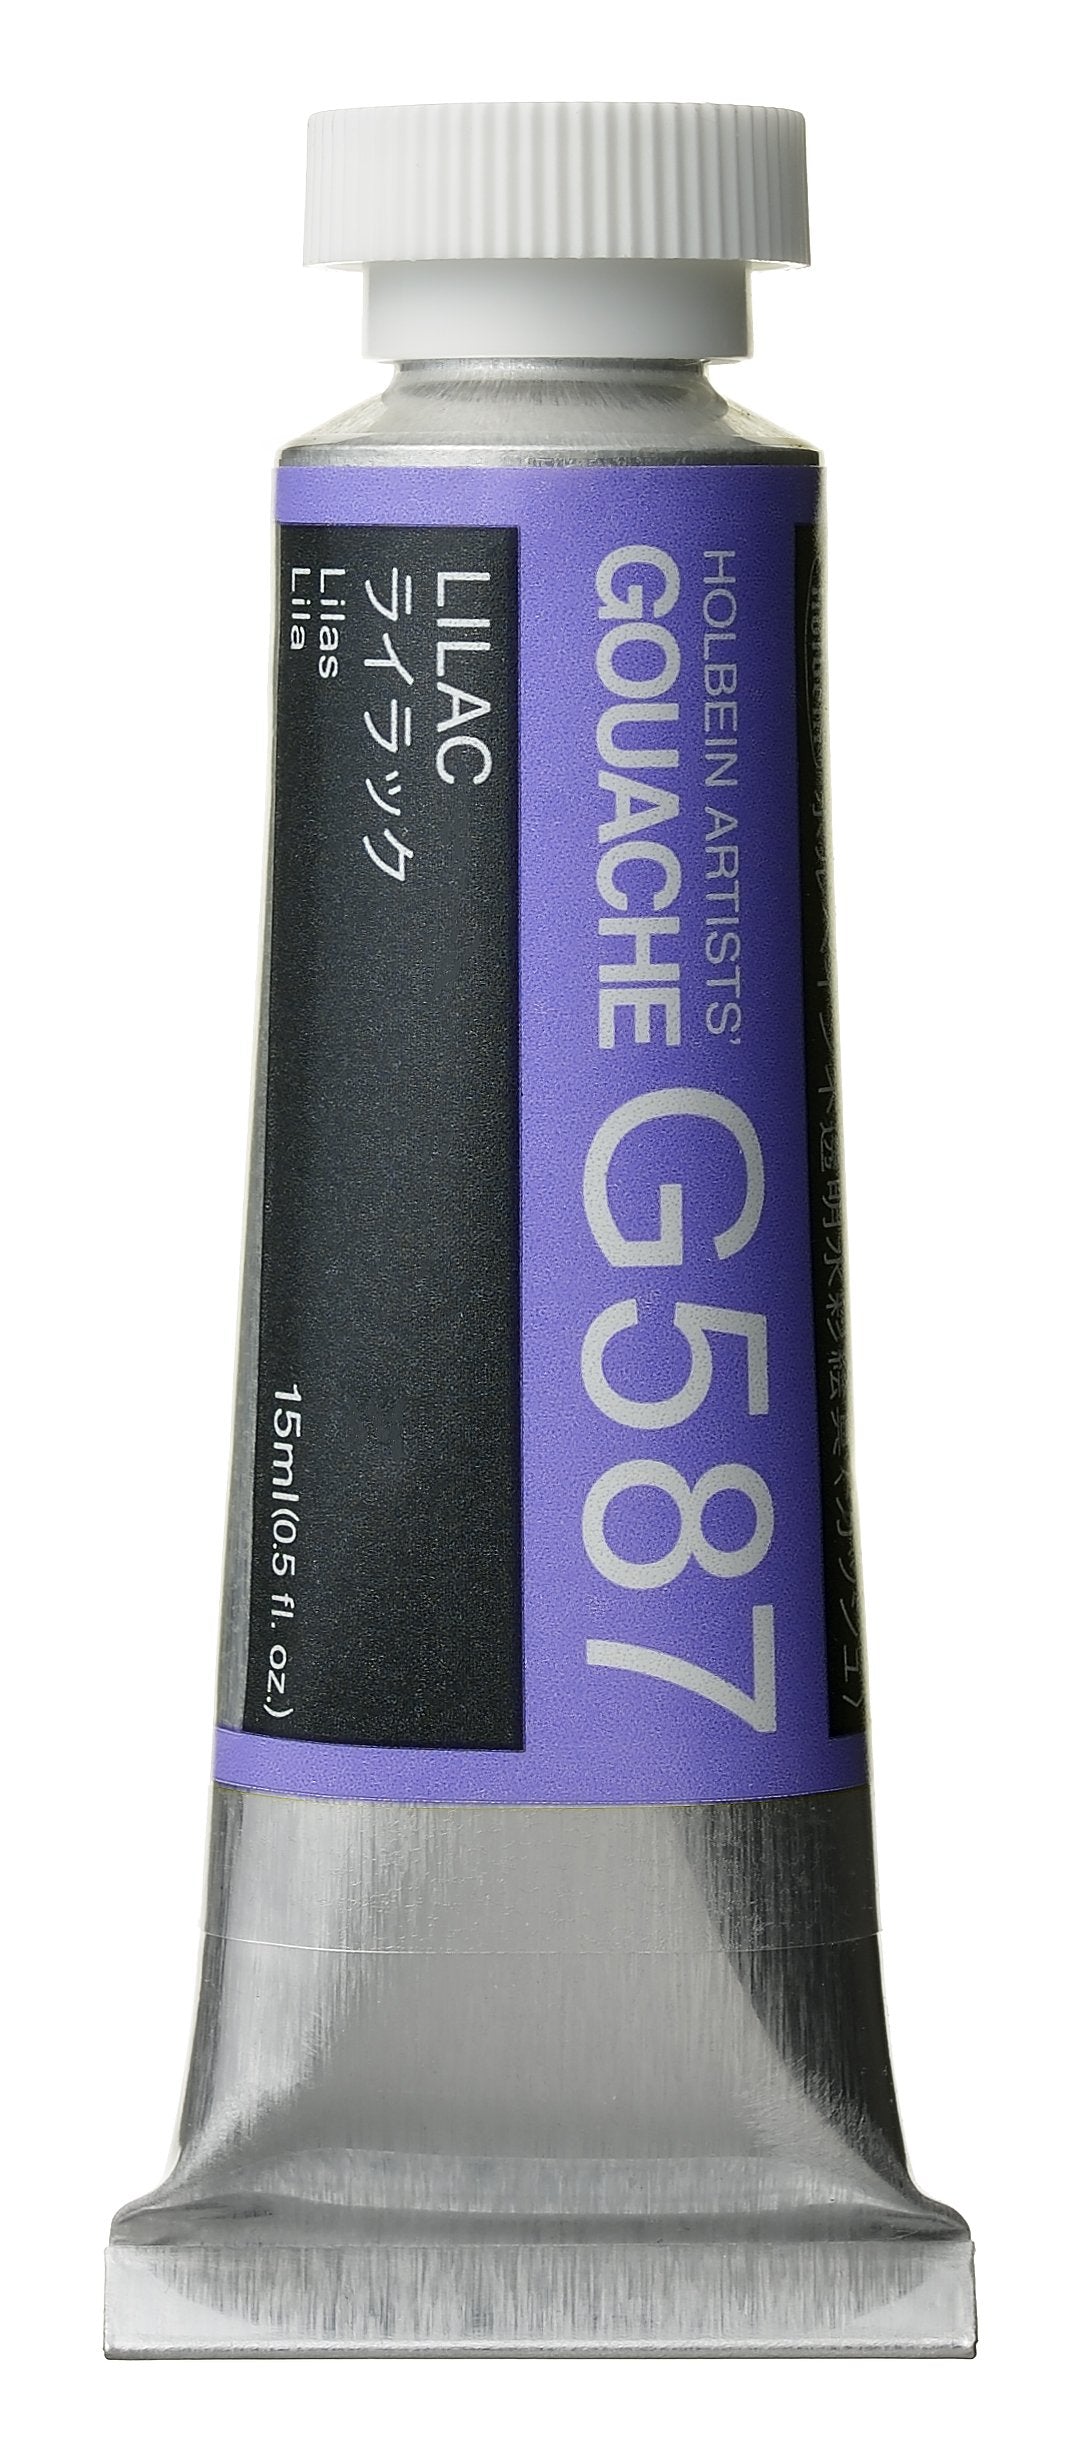 HOLBEIN ARTISTS'
GOUACHE G587
LILAC
ライラック
Lilas
Lila
15ml(0.5 fl. oz.)